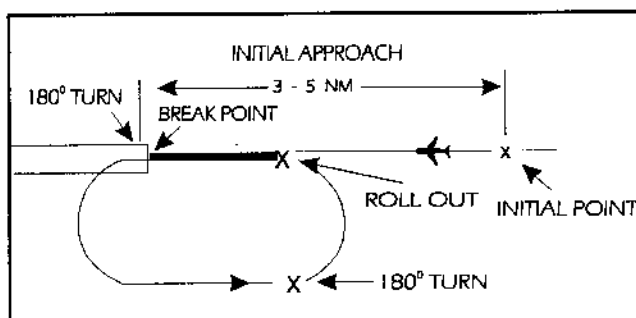 INITIAL APPROACH
3 - 5 NM
180° TURN
BREAK POINT
X
x
ROLL OUT
INITIAL POINT
X
180° TURN